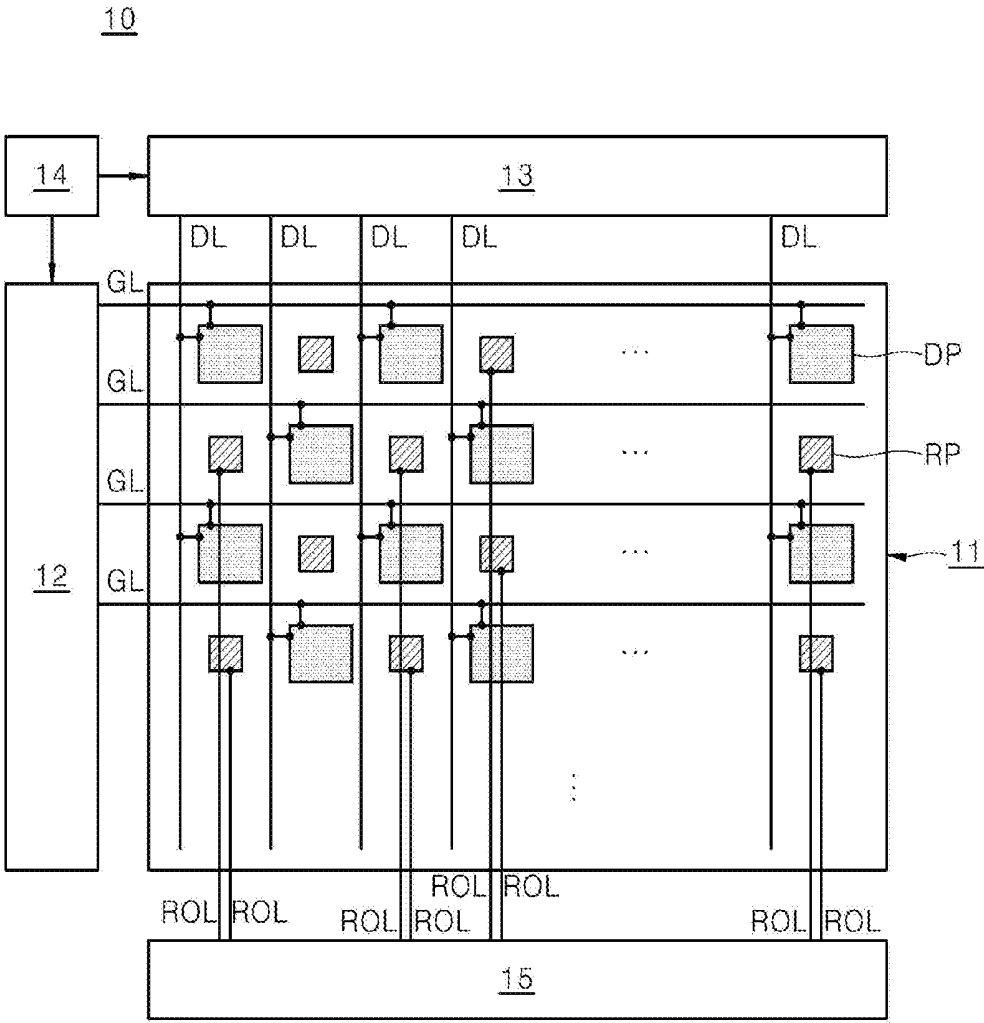 10
14
13
DL DL DL DL DL
GL
... DP
GL
... RP
GL
12 ... 11
GL
...
ROL ROL
ROL ROL ROL ROL ROL ROL
15